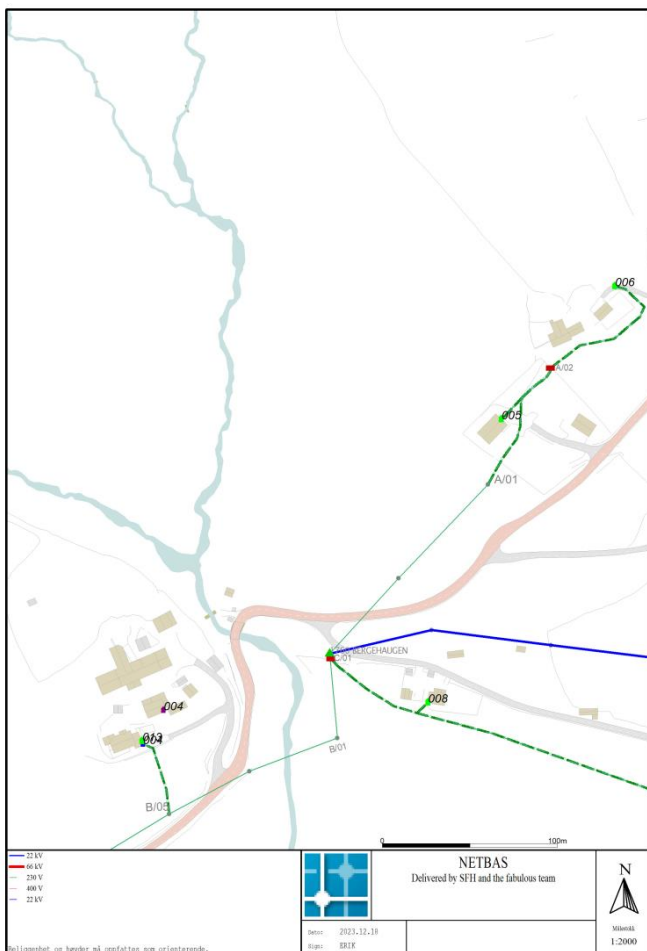 006
A/02
005
A/01
BERGEHAUGEN
C/01
008
004
B/01
B/05
0
100m
22 kV
66 kV
230 V
400 V
22 kV
Beliggenhet og høyder må oppfattes som orienterende.
NETBAS
Delivered by SFH and the fabulous team
Dato: 2023.12.18
Sign: ERIK
N
Målestokk
1:2000